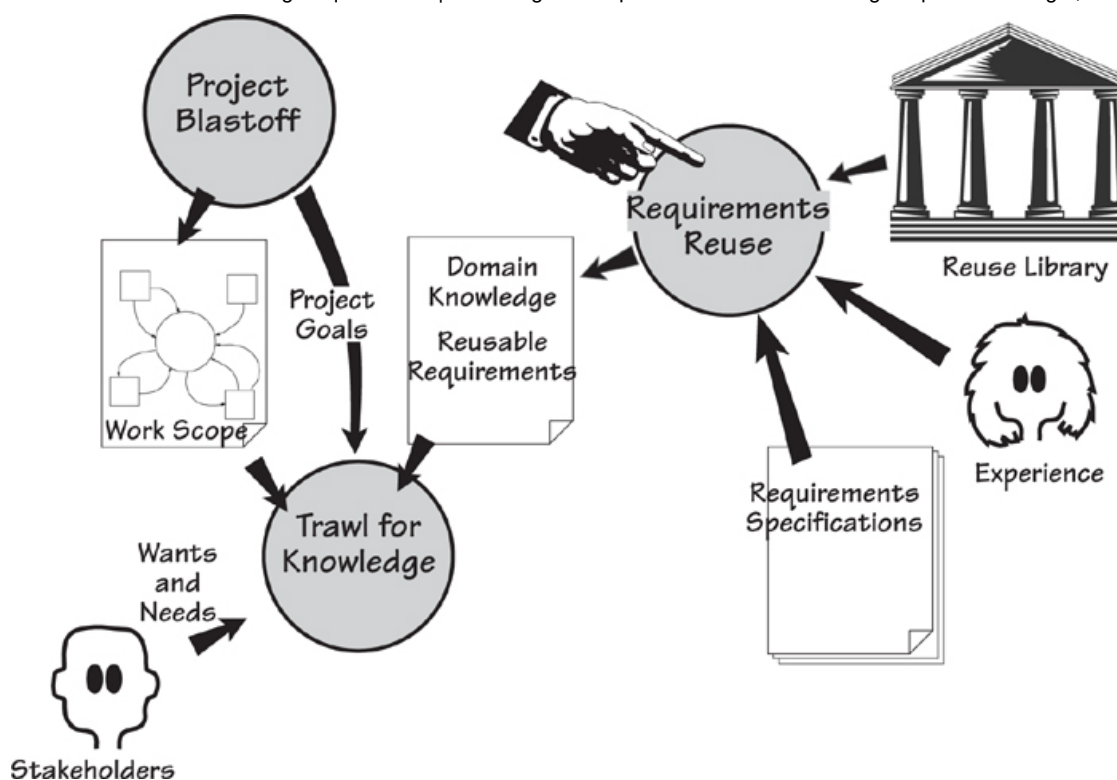 Project
Blastoff
Requirements
Reuse
Reuse Library
Domain
Knowledge
Reusable
Requirements
Project
Goals
Work Scope
Experience
Requirements
Specifications
Trawl for
Knowledge
Wants
and
Needs
Stakeholders